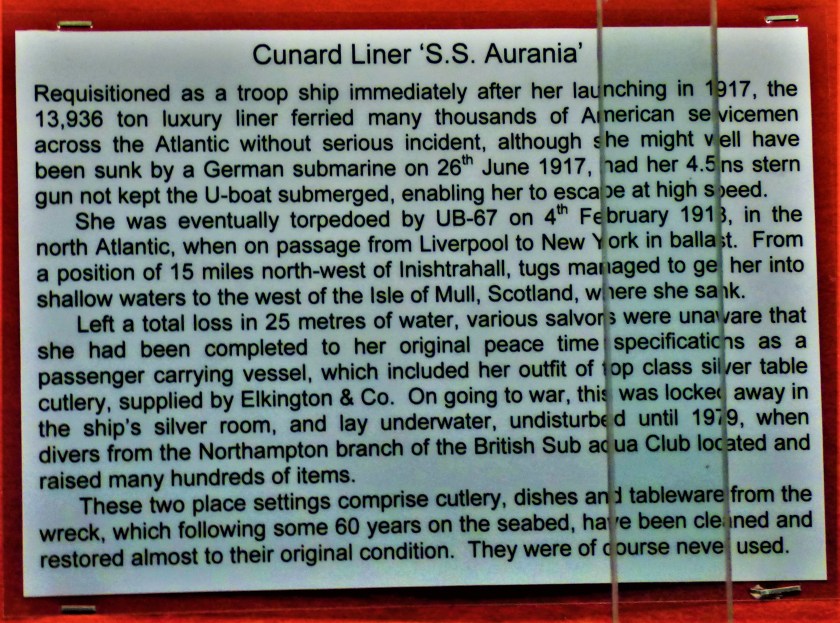 Cunard Liner ‘S.S. Aurania’
Requisitioned as a troop ship immediately after her launching in 1917, the
13,936 ton luxury liner ferried many thousands of American servicemen
across the Atlantic without serious incident, although she might well have
been sunk by a German submarine on 26th June 1917, had her 4.5ins stern
gun not kept the U-boat submerged, enabling her to escape at high speed.
She was eventually torpedoed by UB-67 on 4th February 1918, in the
north Atlantic, when on passage from Liverpool to New York in ballast. From
a position of 15 miles north-west of Inishtrahall, tugs managed to get her into
shallow waters to the west of the Isle of Mull, Scotland, where she sank.
Left a total loss in 25 metres of water, various salvors were unaware that
she had been completed to her original peace time specifications as a
passenger carrying vessel, which included her outfit of top class silver table
cutlery, supplied by Elkington & Co. On going to war, this was locked away in
the ship’s silver room, and lay underwater, undisturbed until 1979, when
divers from the Northampton branch of the British Sub aqua Club located and
raised many hundreds of items.
These two place settings comprise cutlery, dishes and tableware from the
wreck, which following some 60 years on the seabed, have been cleaned and
restored almost to their original condition. They were of course never used.